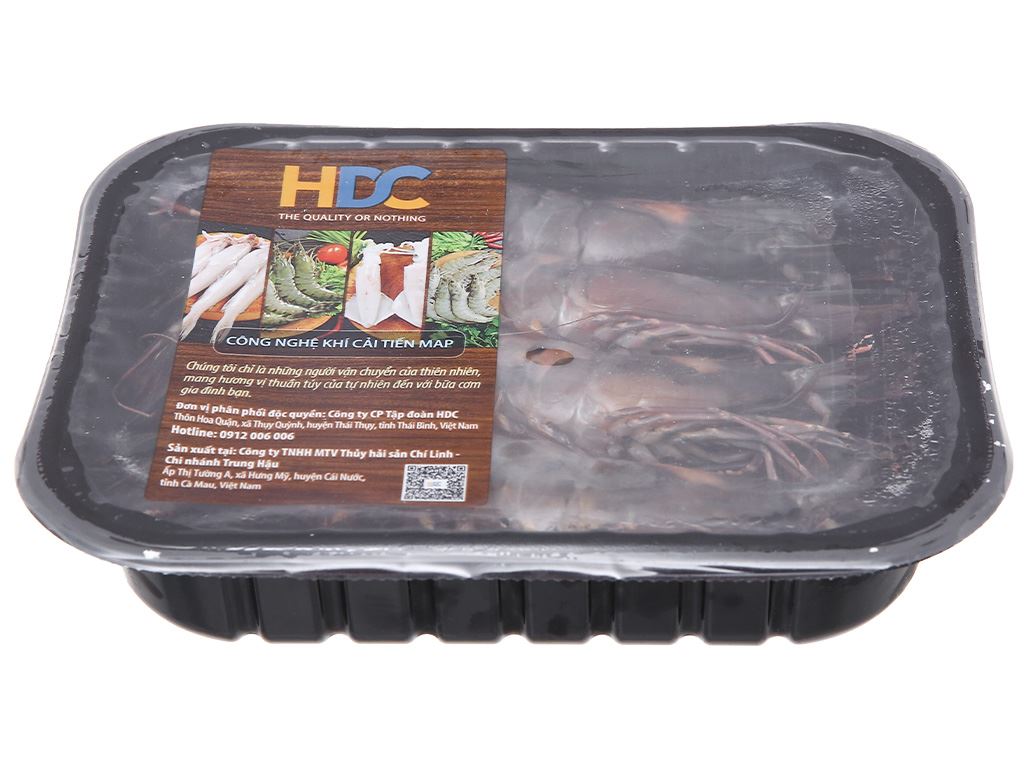 HDC
THE QUALITY OR NOTHING
CÔNG NGHỆ KHÍ CẢI TIẾN MAP
Chúng tôi chỉ là những người vận chuyển của thiên nhiên,
mang hương vị thuần túy của tự nhiên đến với bữa cơm
gia đình bạn.
Đơn vị phân phối độc quyền: Công ty CP Tập đoàn HDC
Thôn Hoa Quận, xã Thụy Quỳnh, huyện Thái Thụy, tỉnh Thái Bình, Việt Nam
Hotline: 0912 006 006
Sản xuất tại: Công ty TNHH MTV Thủy hải sản Chí Linh -
Chi nhánh Trung Hậu
Ấp Thị Tường A, xã Hưng Mỹ, huyện Cái Nước,
tỉnh Cà Mau, Việt Nam